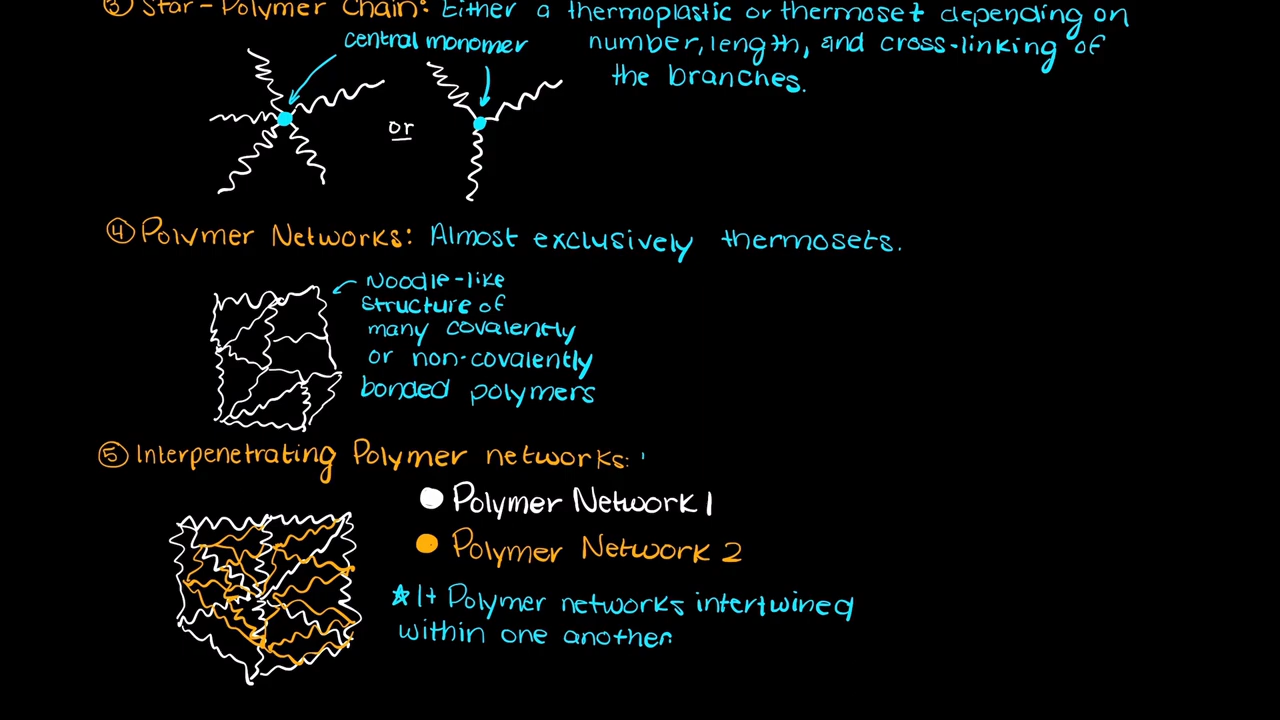 ③ Star-Polymer Chain: Either a thermoplastic or thermoset depending on
number, length, and cross-linking of
the branches.
central monomer
or
④ Polymer Networks: Almost exclusively thermosets.
Noodle-like
structure of
many covalently
or non-covalently
bonded polymers
⑤ Interpenetrating Polymer networks:
Polymer Network 1
Polymer Network 2
* 1+ Polymer networks intertwined
within one another